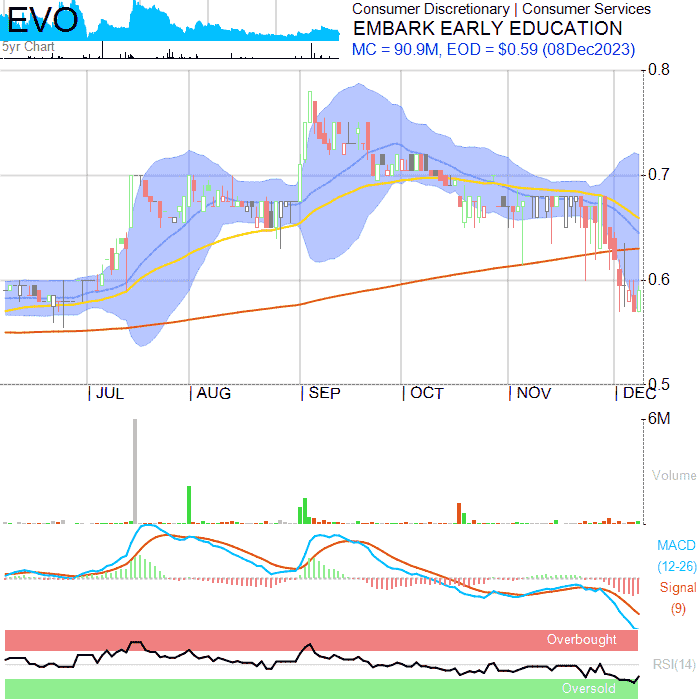 EVO
5yr Chart
Consumer Discretionary | Consumer Services
EMBARK EARLY EDUCATION
MC = 90.9M, EOD = $0.59 (08Dec2023)
0.8
0.7
0.6
0.5
JUL AUG SEP OCT NOV DEC
6M
Volume
MACD
(12-26)
Signal
(9)
Overbought
RSI(14)
Oversold